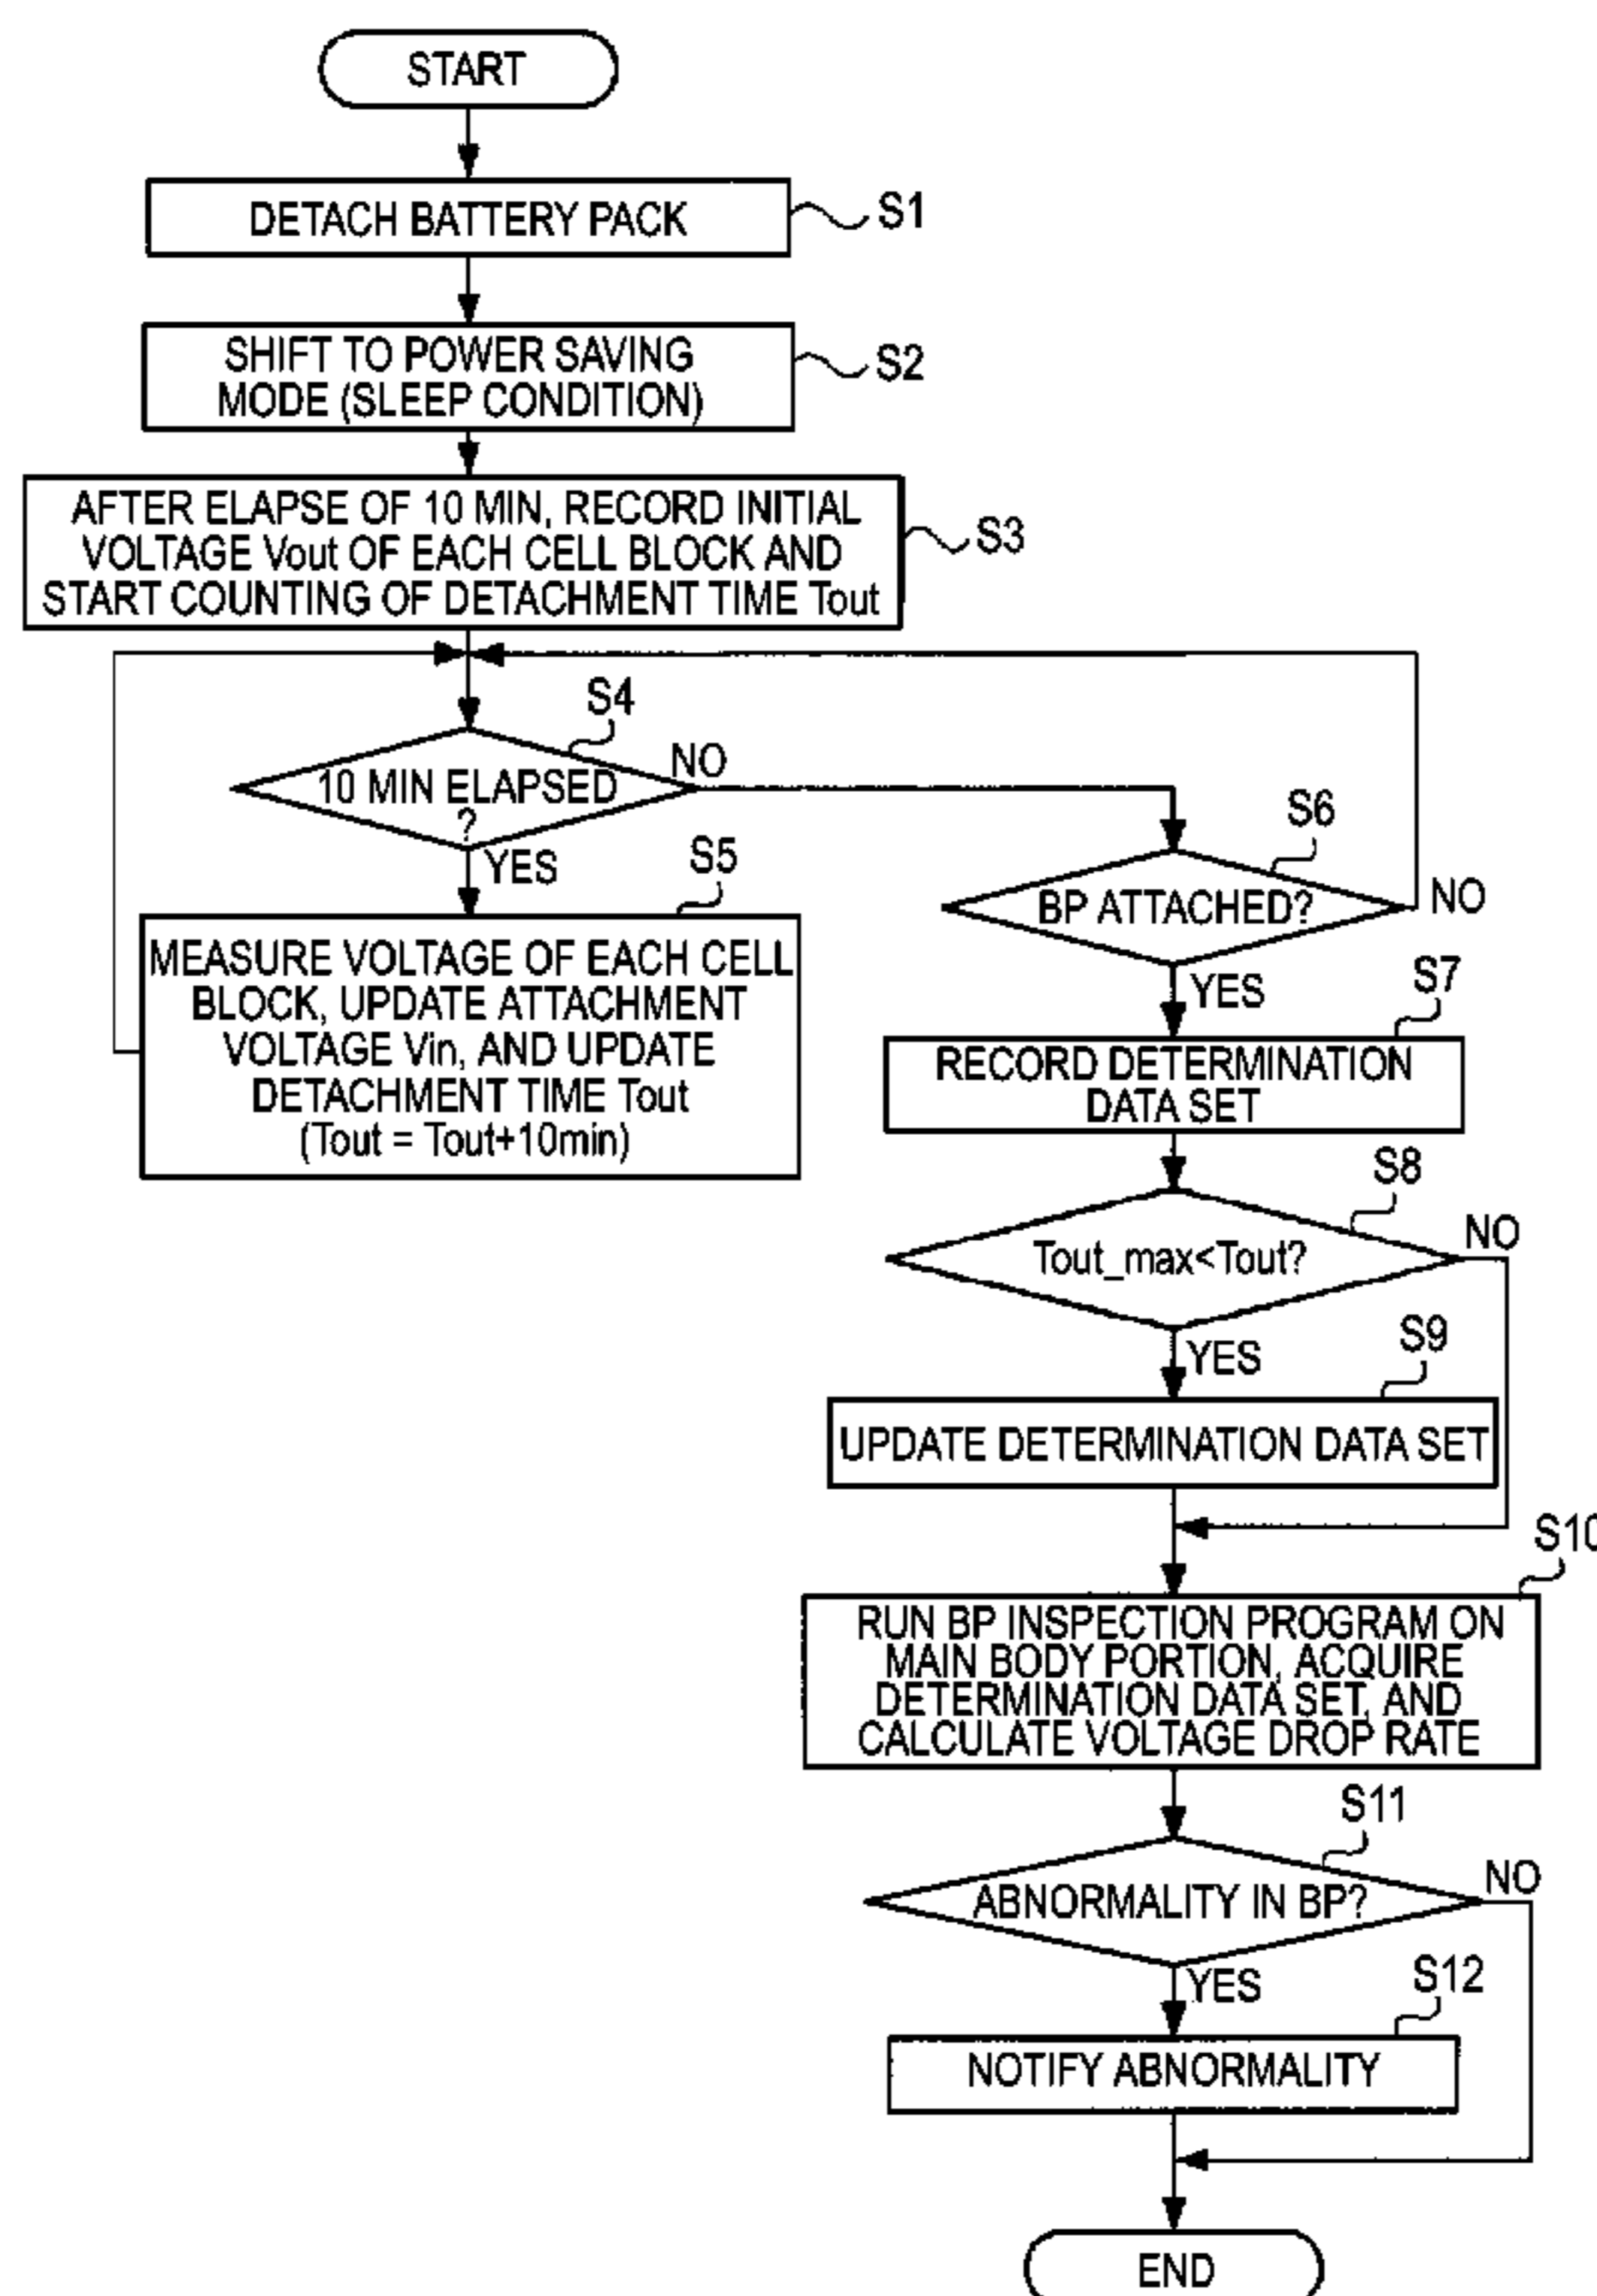 START
DETACH BATTERY PACK
S1
SHIFT TO POWER SAVING
MODE (SLEEP CONDITION)
S2
AFTER ELAPSE OF 10 MIN, RECORD INITIAL
VOLTAGE Vout OF EACH CELL BLOCK AND
START COUNTING OF DETACHMENT TIME Tout
S3
S4
10 MIN ELAPSED
?
NO
YES
S5
MEASURE VOLTAGE OF EACH CELL
BLOCK, UPDATE ATTACHMENT
VOLTAGE Vin, AND UPDATE
DETACHMENT TIME Tout
(Tout = Tout+10min)
S6
BP ATTACHED?
NO
YES
S7
RECORD DETERMINATION
DATA SET
S8
Tout_max<Tout?
NO
YES
S9
UPDATE DETERMINATION DATA SET
S10
RUN BP INSPECTION PROGRAM ON
MAIN BODY PORTION, ACQUIRE
DETERMINATION DATA SET, AND
CALCULATE VOLTAGE DROP RATE
S11
ABNORMALITY IN BP?
NO
YES
S12
NOTIFY ABNORMALITY
END